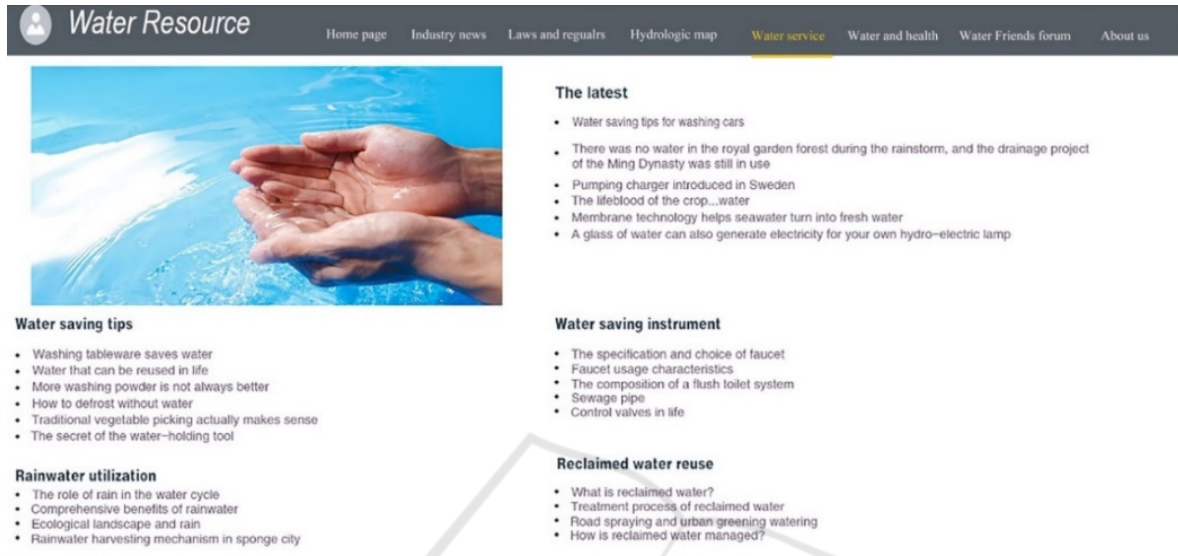 Water Resource
Home page Industry news Laws and regualrs Hydrologic map Water service Water and health Water Friends forum About us
The latest
• Water saving tips for washing cars
• There was no water in the royal garden forest during the rainstorm, and the drainage project
of the Ming Dynasty was still in use
• Pumping charger introduced in Sweden
• The lifeblood of the crop...water
• Membrane technology helps seawater turn into fresh water
• A glass of water can also generate electricity for your own hydro-electric lamp
Water saving tips
• Washing tableware saves water
• Water that can be reused in life
• More washing powder is not always better
• How to defrost without water
• Traditional vegetable picking actually makes sense
• The secret of the water-holding tool
Water saving instrument
• The specification and choice of faucet
• Faucet usage characteristics
• The composition of a flush toilet system
• Sewage pipe
• Control valves in life
Rainwater utilization
• The role of rain in the water cycle
• Comprehensive benefits of rainwater
• Ecological landscape and rain
• Rainwater harvesting mechanism in sponge city
Reclaimed water reuse
• What is reclaimed water?
• Treatment process of reclaimed water
• Road spraying and urban greening watering
• How is reclaimed water managed?